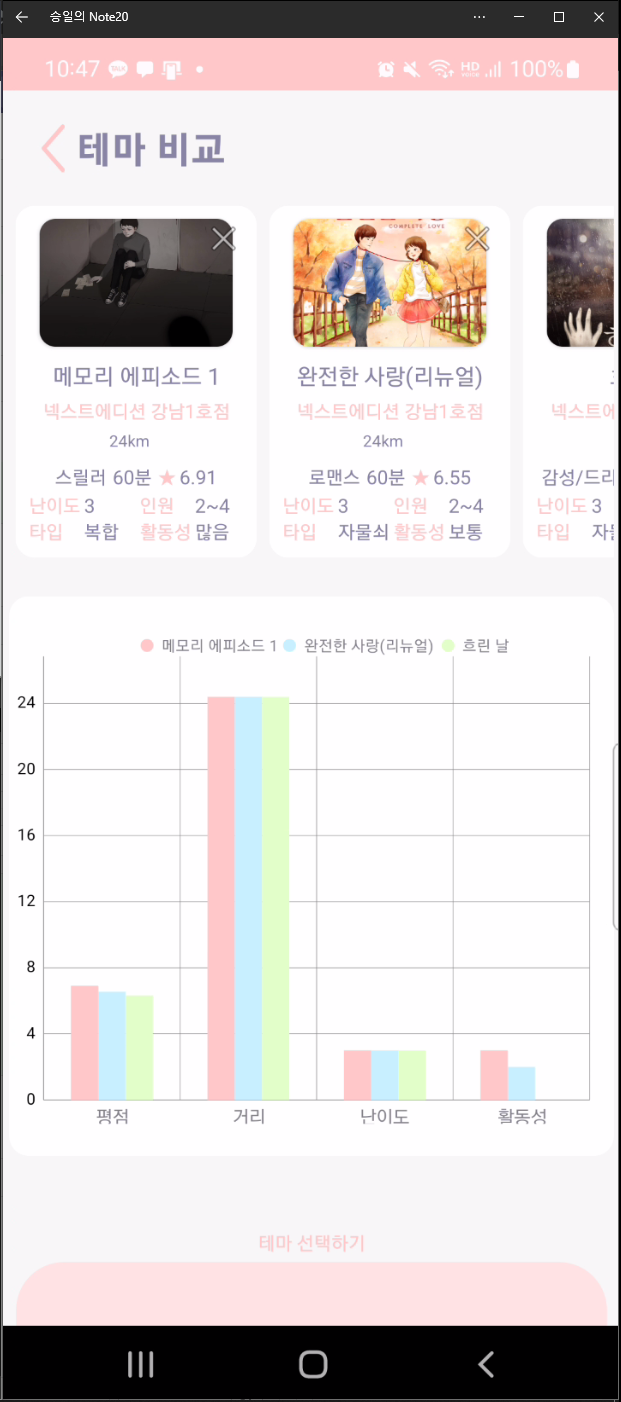 승일의 Note20
10:47 HD VOICE 100%
테마 비교
COMPLETE LOVE
메모리 에피소드 1
넥스트에디션 강남1호점
24km
스릴러 60분 ★ 6.91
난이도 3 인원 2~4
타입 복합 활동성 많음
완전한 사랑(리뉴얼)
넥스트에디션 강남1호점
24km
로맨스 60분 ★ 6.55
난이도 3 인원 2~4
타입 자물쇠 활동성 보통
넥스트에
감성/드라
난이도 3
타입
메모리 에피소드 1 완전한 사랑(리뉴얼) 흐린 날
24
20
16
12
8
4
0
평점 거리 난이도 활동성
테마 선택하기